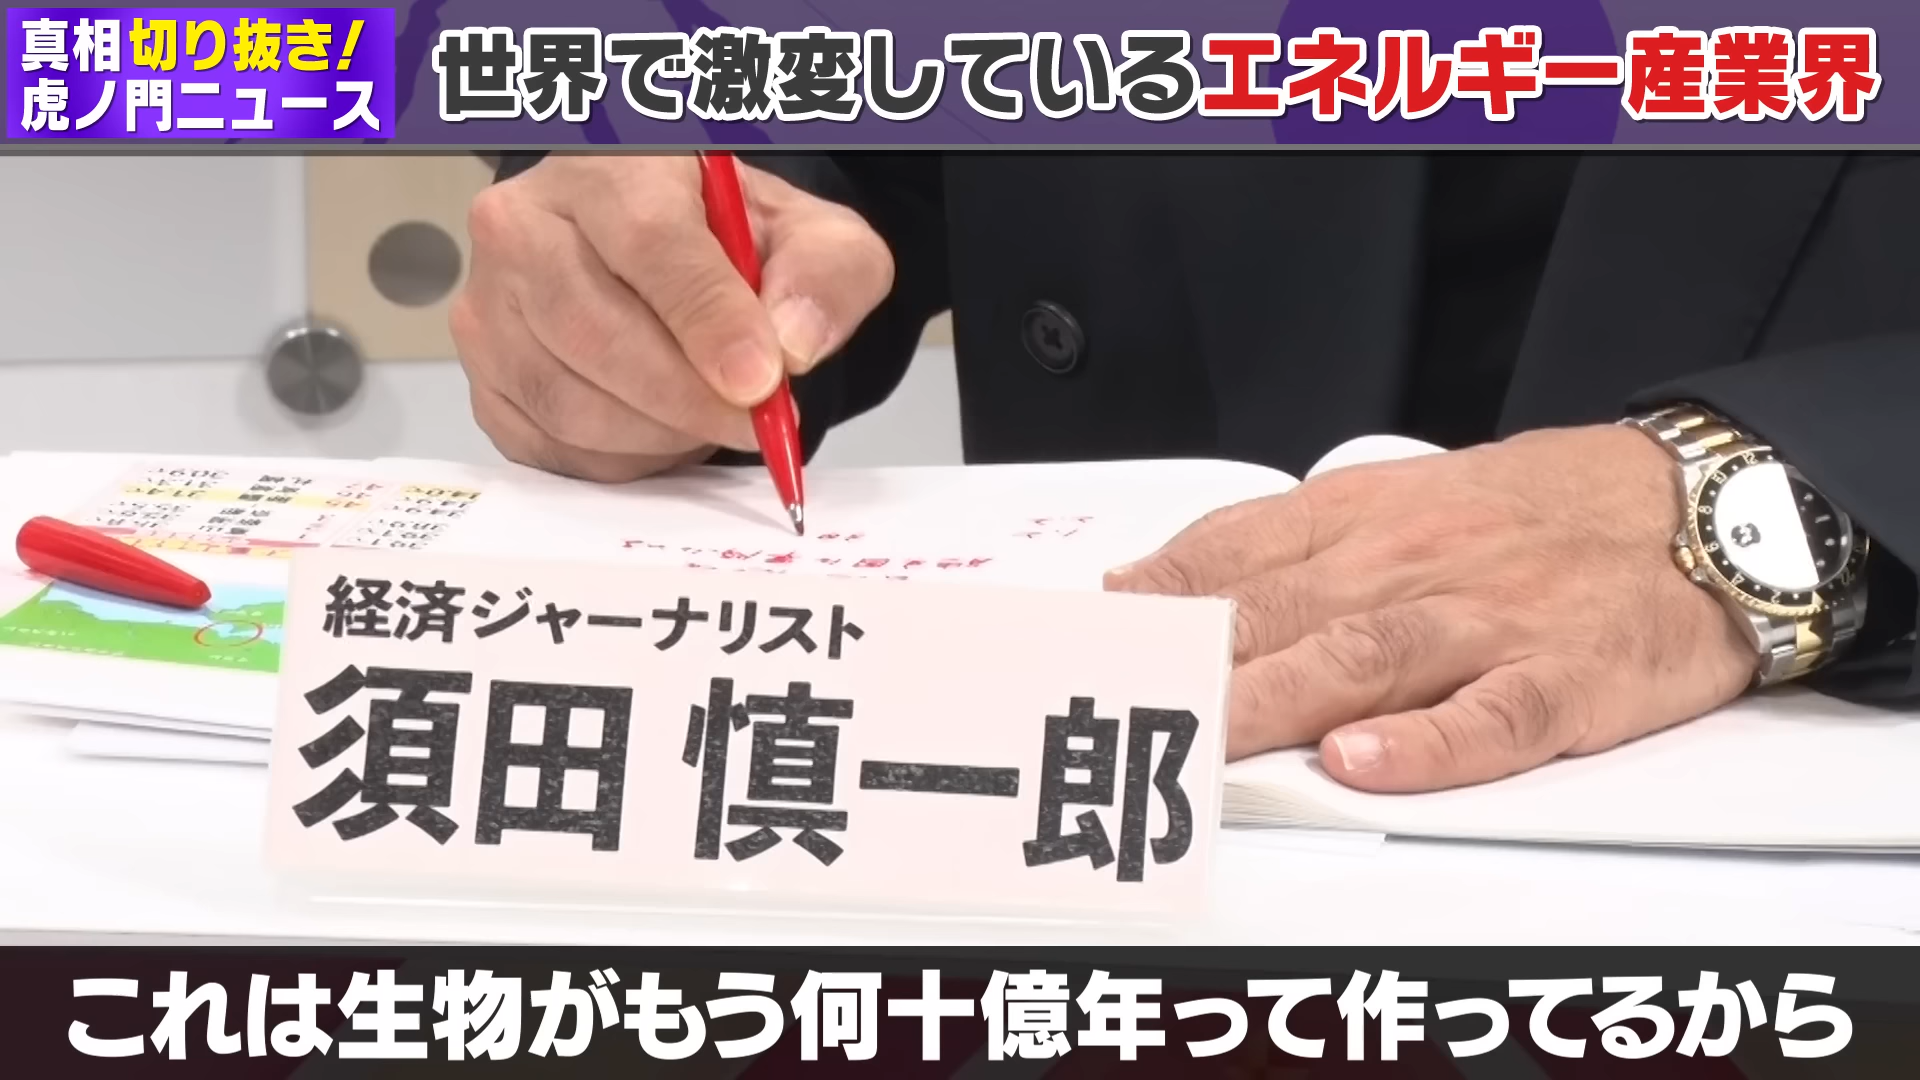 真相切り抜き!
虎ノ門ニュース
世界で激変しているエネルギー産業界
経済ジャーナリスト
須田 慎一郎
これは生物がもう何十億年って作ってるから